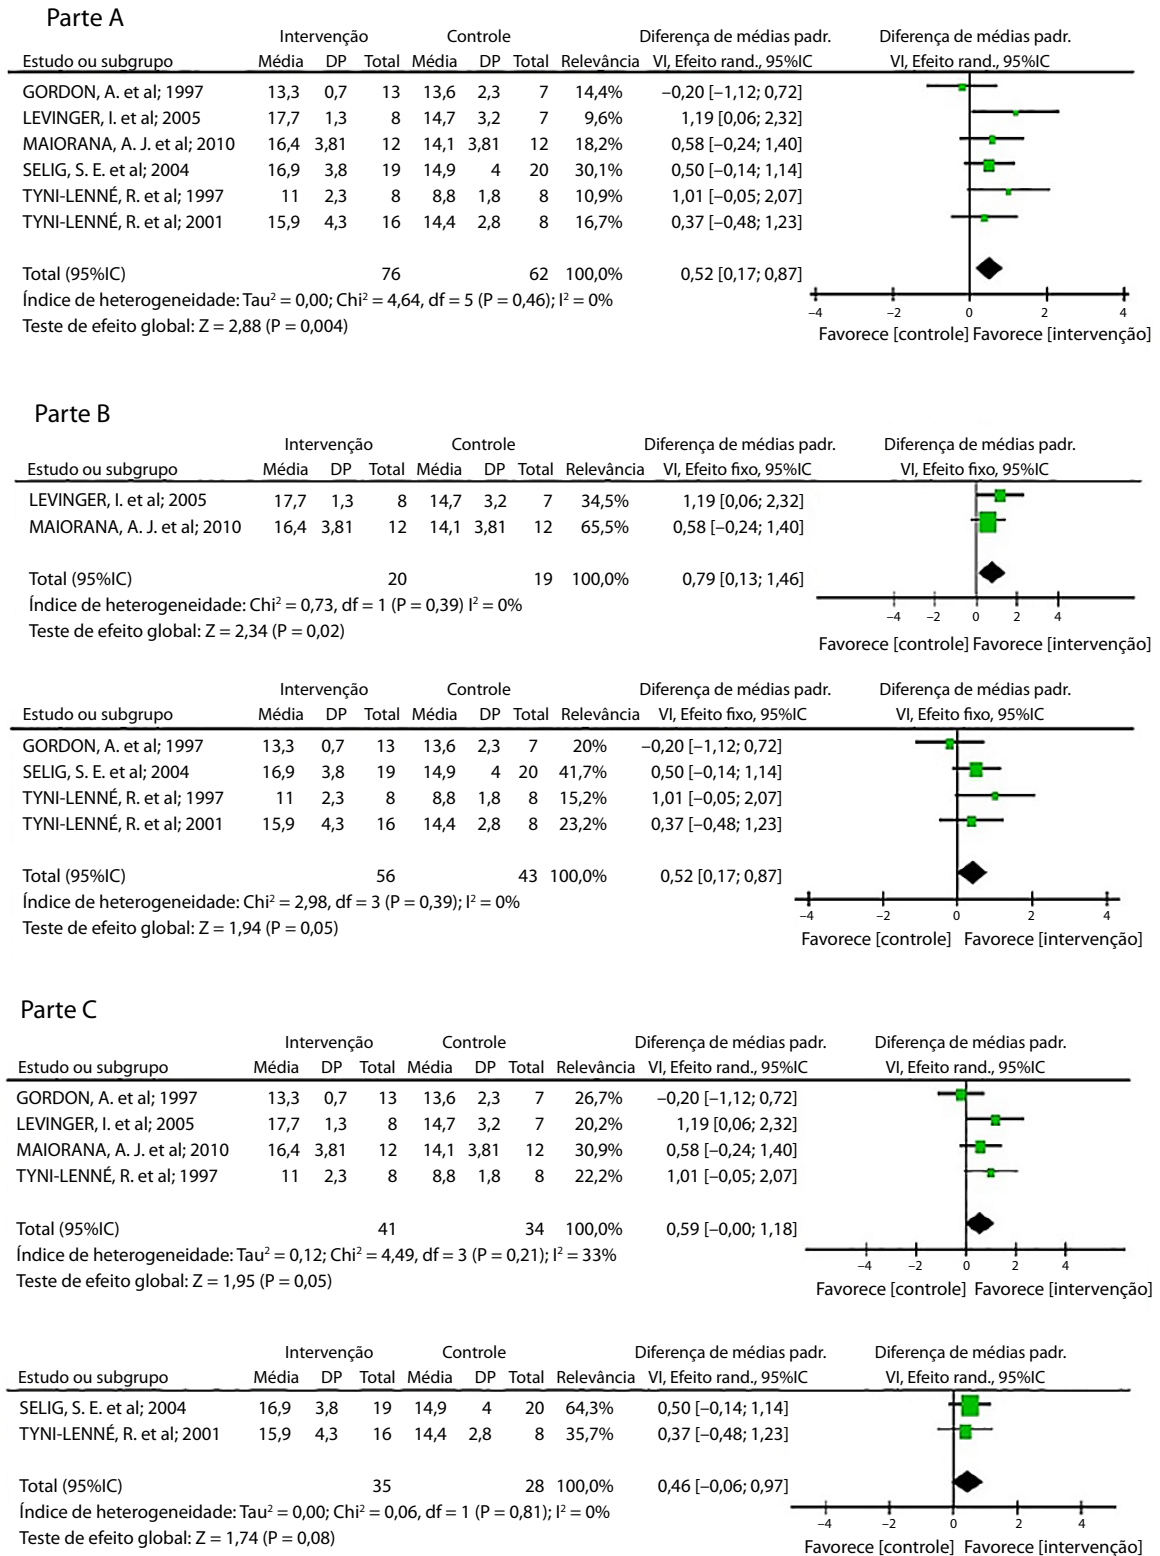 Parte A
Intervenção Controle Diferença de médias padr. Diferença de médias padr.
Estudo ou subgrupo Média DP Total Média DP Total Relevância VI, Efeito rand., 95%IC VI, Efeito rand., 95%IC
GORDON, A. et al; 1997 13,3 0,7 13 13,6 2,3 7 14,4% −0,20 [−1,12; 0,72]
LEVINGER, I. et al; 2005 17,7 1,3 8 14,7 3,2 7 9,6% 1,19 [0,06; 2,32]
MAIORANA, A. J. et al; 2010 16,4 3,81 12 14,1 3,81 12 18,2% 0,58 [−0,24; 1,40]
SELIG, S. E. et al; 2004 16,9 3,8 19 14,9 4 20 30,1% 0,50 [−0,14; 1,14]
TYNI-LENNÉ, R. et al; 1997 11 2,3 8 8,8 1,8 8 10,9% 1,01 [−0,05; 2,07]
TYNI-LENNÉ, R. et al; 2001 15,9 4,3 16 14,4 2,8 8 16,7% 0,37 [−0,48; 1,23]
Total (95%IC) 76 62 100,0% 0,52 [0,17; 0,87]
Índice de heterogeneidade: Tau² = 0,00; Chi² = 4,64, df = 5 (P = 0,46); I² = 0%
Teste de efeito global: Z = 2,88 (P = 0,004)
−4 −2 0 2 4
Favorece [controle] Favorece [intervenção]
Parte B
Intervenção Controle Diferença de médias padr. Diferença de médias padr.
Estudo ou subgrupo Média DP Total Média DP Total Relevância VI, Efeito fixo, 95%IC VI, Efeito fixo, 95%IC
LEVINGER, I. et al; 2005 17,7 1,3 8 14,7 3,2 7 34,5% 1,19 [0,06; 2,32]
MAIORANA, A. J. et al; 2010 16,4 3,81 12 14,1 3,81 12 65,5% 0,58 [−0,24; 1,40]
Total (95%IC) 20 19 100,0% 0,79 [0,13; 1,46]
Índice de heterogeneidade: Chi² = 0,73, df = 1 (P = 0,39) I² = 0%
Teste de efeito global: Z = 2,34 (P = 0,02)
−4 −2 0 2 4
Favorece [controle] Favorece [intervenção]
Intervenção Controle Diferença de médias padr. Diferença de médias padr.
Estudo ou subgrupo Média DP Total Média DP Total Relevância VI, Efeito fixo, 95%IC VI, Efeito fixo, 95%IC
GORDON, A. et al; 1997 13,3 0,7 13 13,6 2,3 7 20% −0,20 [−1,12; 0,72]
SELIG, S. E. et al; 2004 16,9 3,8 19 14,9 4 20 41,7% 0,50 [−0,14; 1,14]
TYNI-LENNÉ, R. et al; 1997 11 2,3 8 8,8 1,8 8 15,2% 1,01 [−0,05; 2,07]
TYNI-LENNÉ, R. et al; 2001 15,9 4,3 16 14,4 2,8 8 23,2% 0,37 [−0,48; 1,23]
Total (95%IC) 56 43 100,0% 0,52 [0,17; 0,87]
Índice de heterogeneidade: Chi² = 2,98, df = 3 (P = 0,39); I² = 0%
Teste de efeito global: Z = 1,94 (P = 0,05)
−4 −2 0 2 4
Favorece [controle] Favorece [intervenção]
Parte C
Intervenção Controle Diferença de médias padr. Diferença de médias padr.
Estudo ou subgrupo Média DP Total Média DP Total Relevância VI, Efeito rand., 95%IC VI, Efeito rand., 95%IC
GORDON, A. et al; 1997 13,3 0,7 13 13,6 2,3 7 26,7% −0,20 [−1,12; 0,72]
LEVINGER, I. et al; 2005 17,7 1,3 8 14,7 3,2 7 20,2% 1,19 [0,06; 2,32]
MAIORANA, A. J. et al; 2010 16,4 3,81 12 14,1 3,81 12 30,9% 0,58 [−0,24; 1,40]
TYNI-LENNÉ, R. et al; 1997 11 2,3 8 8,8 1,8 8 22,2% 1,01 [−0,05; 2,07]
Total (95%IC) 41 34 100,0% 0,59 [−0,00; 1,18]
Índice de heterogeneidade: Tau² = 0,12; Chi² = 4,49, df = 3 (P = 0,21); I² = 33%
Teste de efeito global: Z = 1,95 (P = 0,05)
−4 −2 0 2 4
Favorece [controle] Favorece [intervenção]
Intervenção Controle Diferença de médias padr. Diferença de médias padr.
Estudo ou subgrupo Média DP Total Média DP Total Relevância VI, Efeito rand., 95%IC VI, Efeito rand., 95%IC
SELIG, S. E. et al; 2004 16,9 3,8 19 14,9 4 20 64,3% 0,50 [−0,14; 1,14]
TYNI-LENNÉ, R. et al; 2001 15,9 4,3 16 14,4 2,8 8 35,7% 0,37 [−0,48; 1,23]
Total (95%IC) 35 28 100,0% 0,46 [−0,06; 0,97]
Índice de heterogeneidade: Tau² = 0,00; Chi² = 0,06, df = 1 (P = 0,81); I² = 0%
Teste de efeito global: Z = 1,74 (P = 0,08)
−4 −2 0 2 4
Favorece [controle] Favorece [intervenção]